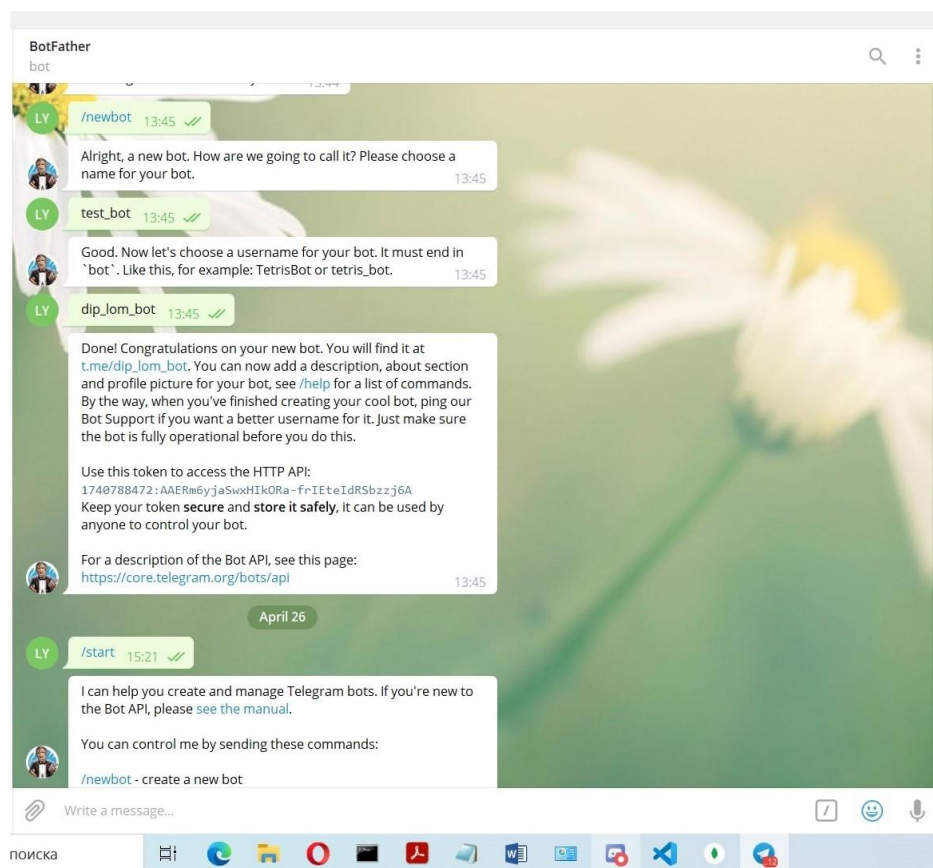 BotFather
bot
13:44
LY
/newbot 13:45
Alright, a new bot. How are we going to call it? Please choose a
name for your bot.
13:45
LY
test_bot 13:45
Good. Now let's choose a username for your bot. It must end in
`bot`. Like this, for example: TetrisBot or tetris_bot.
13:45
LY
dip_lom_bot 13:45
Done! Congratulations on your new bot. You will find it at
t.me/dip_lom_bot. You can now add a description, about section
and profile picture for your bot, see /help for a list of commands.
By the way, when you've finished creating your cool bot, ping our
Bot Support if you want a better username for it. Just make sure
the bot is fully operational before you do this.
Use this token to access the HTTP API:
1740788472:AAERm6yjaSwxHIkORa-frIEteIdRSbzzj6A
Keep your token secure and store it safely, it can be used by
anyone to control your bot.
For a description of the Bot API, see this page:
https://core.telegram.org/bots/api
13:45
April 26
LY
/start 15:21
I can help you create and manage Telegram bots. If you're new to
the Bot API, please see the manual.
You can control me by sending these commands:
/newbot - create a new bot
Write a message...
поиска